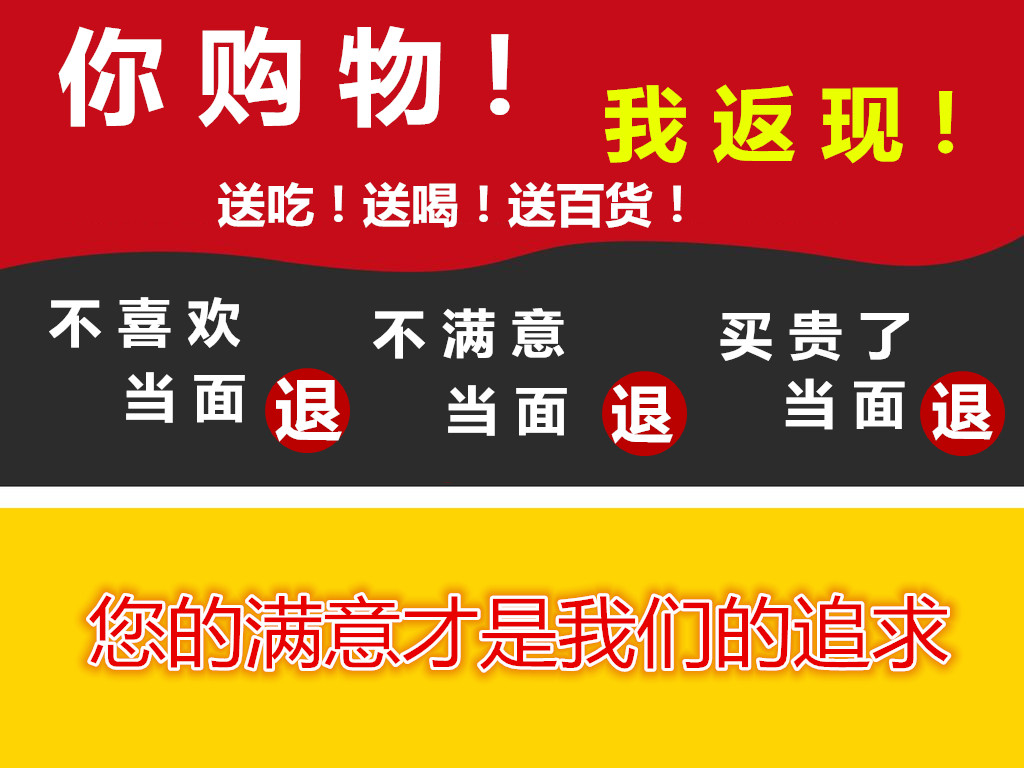 你购物！
我返现！
送吃！送喝！送百货！
不喜欢
当面退
不满意
当面退
买贵了
当面退
您的满意才是我们的追求